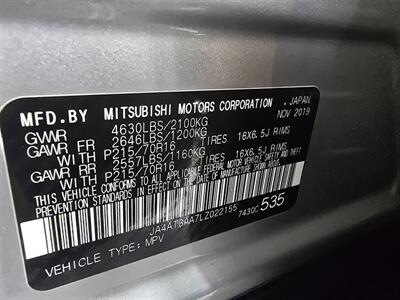 MFD.BY MITSUBISHI MOTORS CORPORATION . JAPAN
NOV 2019
GVWR 4630LBS/2100KG
GAWR FR 2646LBS/1200KG
WITH P215/70R16 TIRES 16X6.5J RIMS
GAWR RR 2557LBS/1160KG
WITH P215/70R16 TIRES 16X6.5J RIMS
THIS VEHICLE CONFORMS TO ALL APPLICABLE FEDERAL MOTOR VEHICLE SAFETY AND THEFT
PREVENTION STANDARDS IN EFFECT ON THE DATE OF MANUFACTURE SHOWN ABOVE.
7430C 535
JA4AT3AA7LZ022155
VEHICLE TYPE: MPV